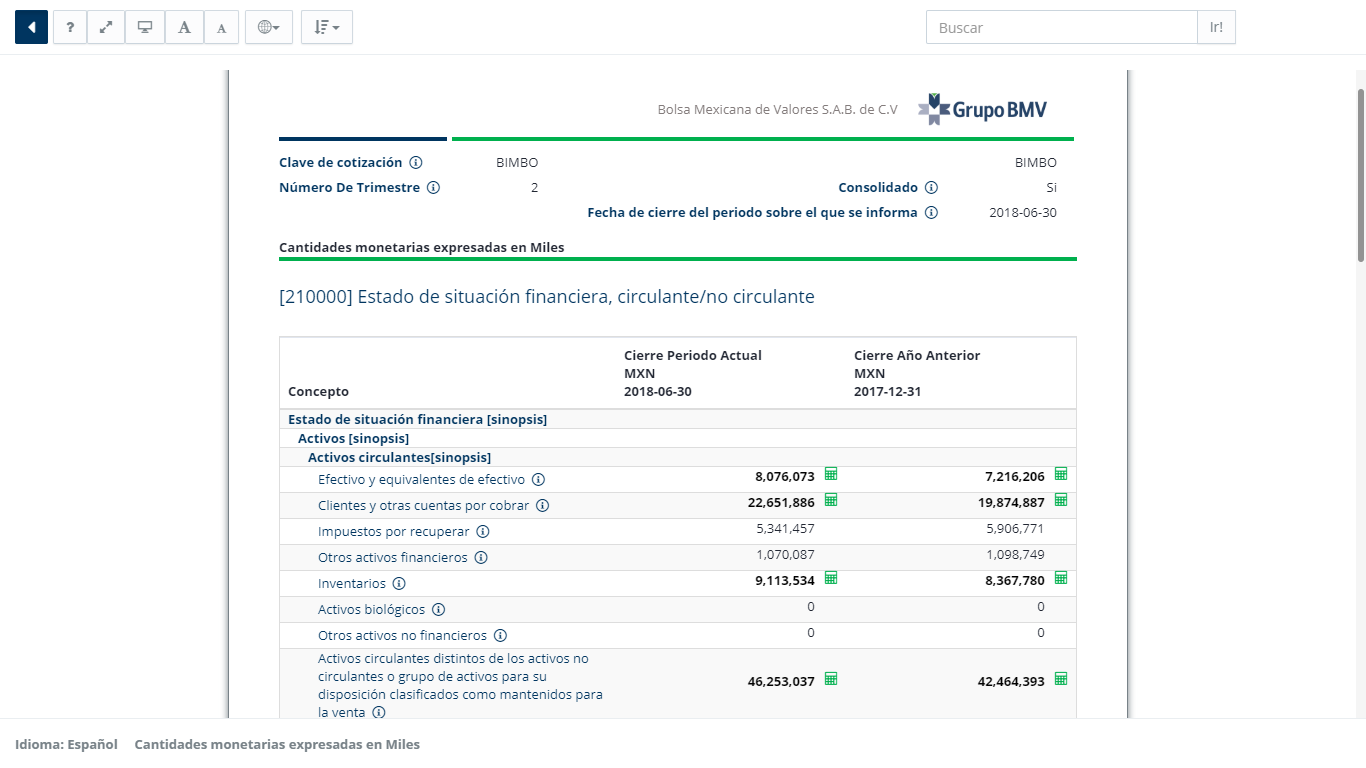 ? A A Buscar Ir!
Bolsa Mexicana de Valores S.A.B. de C.V Grupo BMV
Clave de cotización BIMBO BIMBO
Número De Trimestre 2 Consolidado Si
Fecha de cierre del periodo sobre el que se informa 2018-06-30
Cantidades monetarias expresadas en Miles
[210000] Estado de situación financiera, circulante/no circulante
Cierre Periodo Actual Cierre Año Anterior
MXN MXN
Concepto 2018-06-30 2017-12-31
Estado de situación financiera [sinopsis]
Activos [sinopsis]
Activos circulantes[sinopsis]
Efectivo y equivalentes de efectivo 8,076,073 7,216,206
Clientes y otras cuentas por cobrar 22,651,886 19,874,887
Impuestos por recuperar 5,341,457 5,906,771
Otros activos financieros 1,070,087 1,098,749
Inventarios 9,113,534 8,367,780
Activos biológicos 0 0
Otros activos no financieros 0 0
Activos circulantes distintos de los activos no
circulantes o grupo de activos para su
disposición clasificados como mantenidos para 46,253,037 42,464,393
la venta
Idioma: Español Cantidades monetarias expresadas en Miles